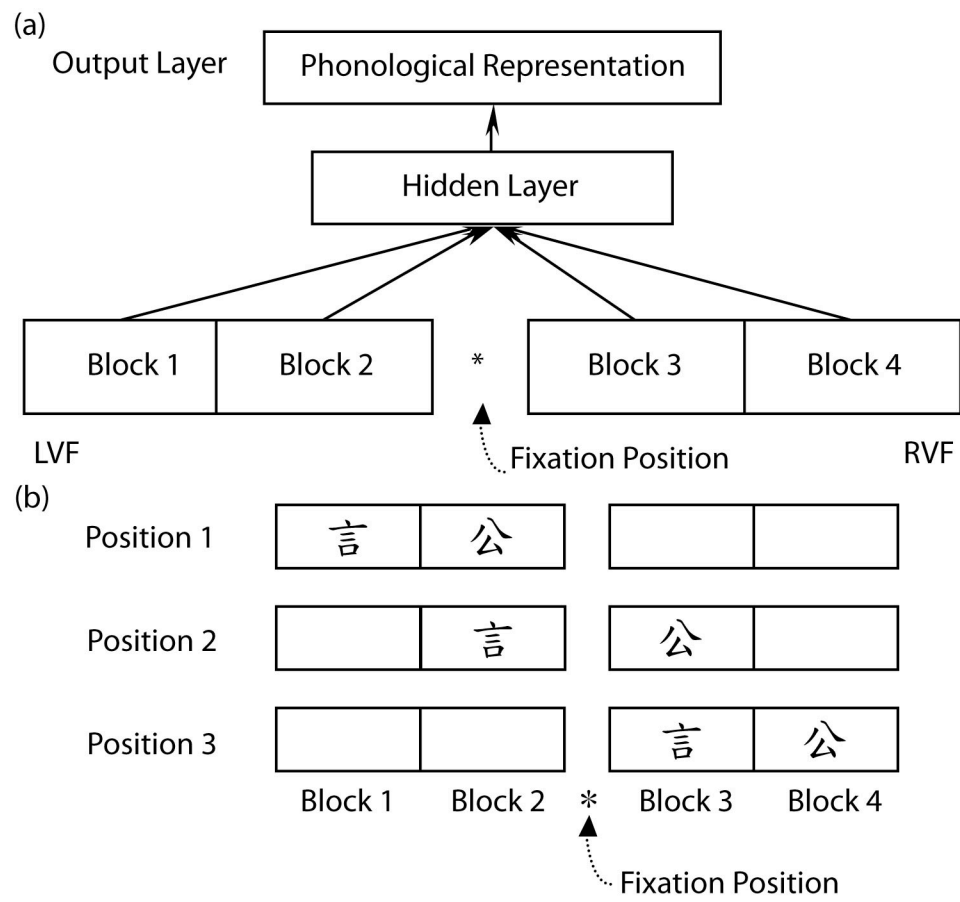 (a)
Output Layer
Phonological Representation
Hidden Layer
Block 1
Block 2
*
Block 3
Block 4
LVF
Fixation Position
RVF
(b)
Position 1
言
公
Position 2
言
公
Position 3
言
公
Block 1
Block 2
*
Block 3
Block 4
Fixation Position